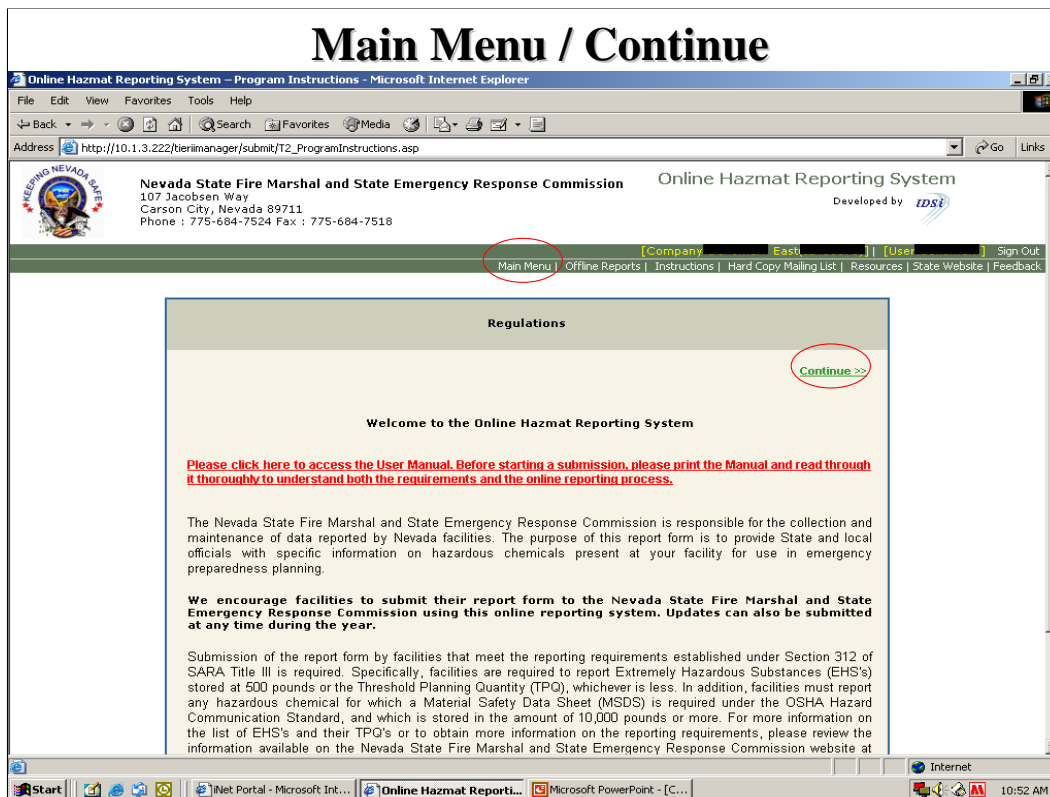 Main Menu / Continue
Online Hazmat Reporting System -- Program Instructions - Microsoft Internet Explorer
File Edit View Favorites Tools Help
Back Search Favorites Media
Address http://10.1.3.222/tieriimanager/submit/T2_ProgramInstructions.asp Go Links
KEEPING NEVADA SAFE
Nevada State Fire Marshal and State Emergency Response Commission
107 Jacobsen Way
Carson City, Nevada 89711
Phone : 775-684-7524 Fax : 775-684-7518
Online Hazmat Reporting System
Developed by IDSi
[Company East( )] | [User ] Sign Out
Main Menu | Offline Reports | Instructions | Hard Copy Mailing List | Resources | State Website | Feedback
Regulations
Continue >>
Welcome to the Online Hazmat Reporting System
Please click here to access the User Manual. Before starting a submission, please print the Manual and read through
it thoroughly to understand both the requirements and the online reporting process.
The Nevada State Fire Marshal and State Emergency Response Commission is responsible for the collection and
maintenance of data reported by Nevada facilities. The purpose of this report form is to provide State and local
officials with specific information on hazardous chemicals present at your facility for use in emergency
preparedness planning.
We encourage facilities to submit their report form to the Nevada State Fire Marshal and State
Emergency Response Commission using this online reporting system. Updates can also be submitted
at any time during the year.
Submission of the report form by facilities that meet the reporting requirements established under Section 312 of
SARA Title III is required. Specifically, facilities are required to report Extremely Hazardous Substances (EHS's)
stored at 500 pounds or the Threshold Planning Quantity (TPQ), whichever is less. In addition, facilities must report
any hazardous chemical for which a Material Safety Data Sheet (MSDS) is required under the OSHA Hazard
Communication Standard, and which is stored in the amount of 10,000 pounds or more. For more information on
the list of EHS's and their TPQ's or to obtain more information on the reporting requirements, please review the
information available on the Nevada State Fire Marshal and State Emergency Response Commission website at
Internet
Start iNet Portal - Microsoft Int... Online Hazmat Reporti... Microsoft PowerPoint - [C... 10:52 AM